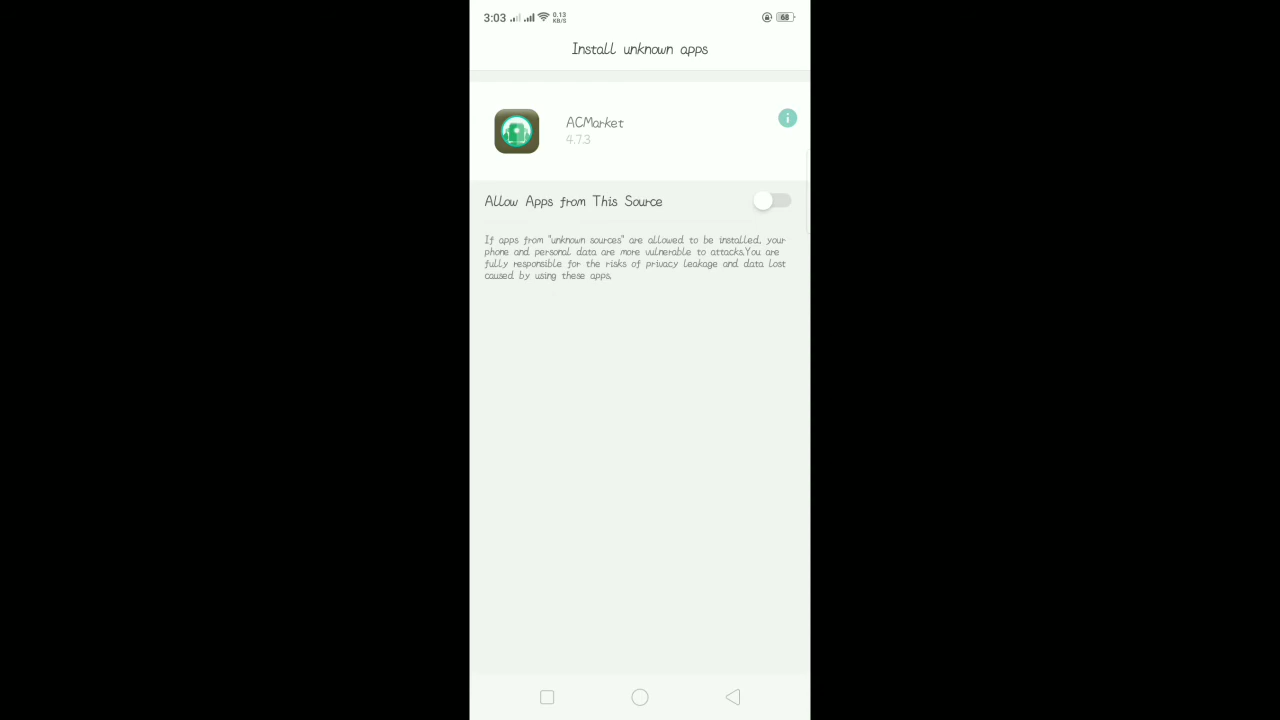 3:03 0.13 KB/S 68
Install unknown apps
ACMarket
4.7.3
Allow Apps from This Source
If apps from "unknown sources" are allowed to be installed, your
phone and personal data are more vulnerable to attacks.You are
fully responsible for the risks of privacy leakage and data lost
caused by using these apps.